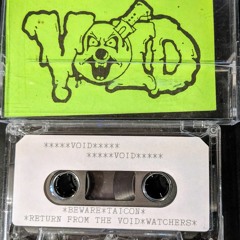 VOID
*****VOID*****
*****VOID*****
*BEWARE*TAICON*
*RETURN FROM THE VOID*WATCHERS*